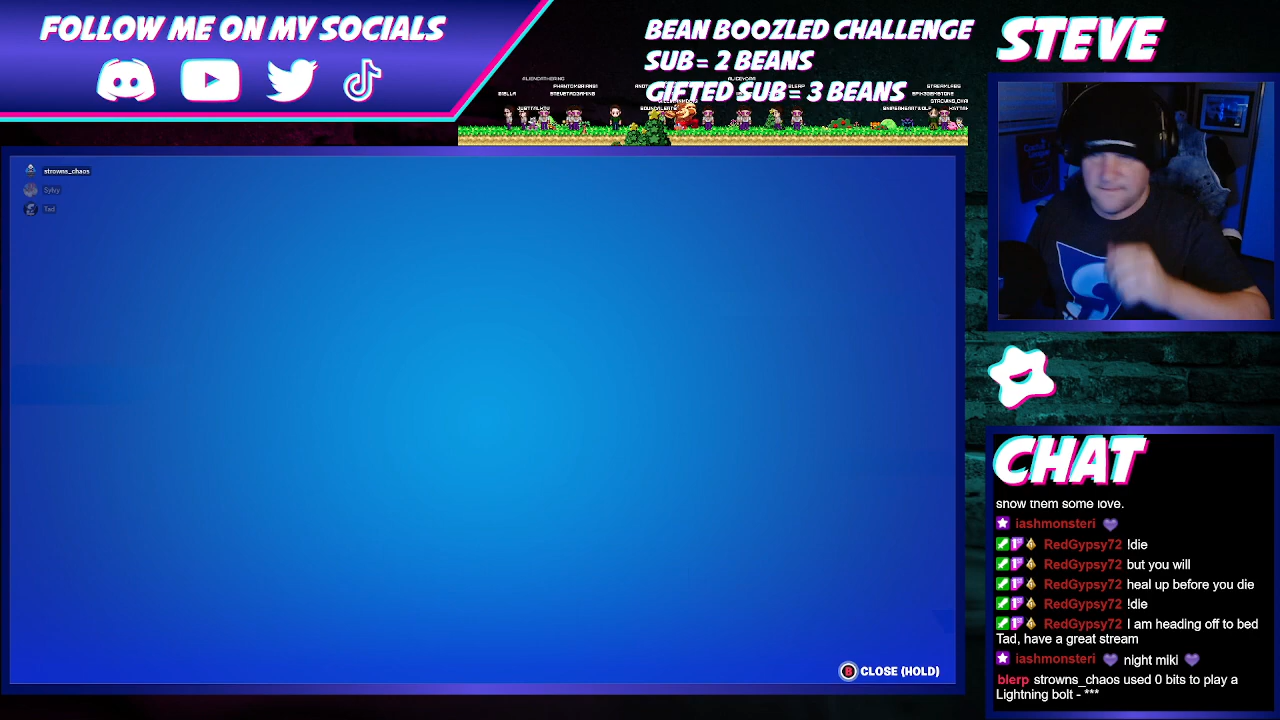 FOLLOW ME ON MY SOCIALS
BEAN BOOZLED CHALLENGE
SUB = 2 BEANS
GIFTED SUB = 3 BEANS
STEVE
strowns_chaos
Sylvy
Tad
B CLOSE (HOLD)
CHAT
show them some love.
iashmonsteri
RedGypsy72 !die
RedGypsy72 but you will
RedGypsy72 heal up before you die
RedGypsy72 !die
RedGypsy72 I am heading off to bed
Tad, have a great stream
iashmonsteri night miki
blerp strowns_chaos used 0 bits to play a
Lightning bolt - ***